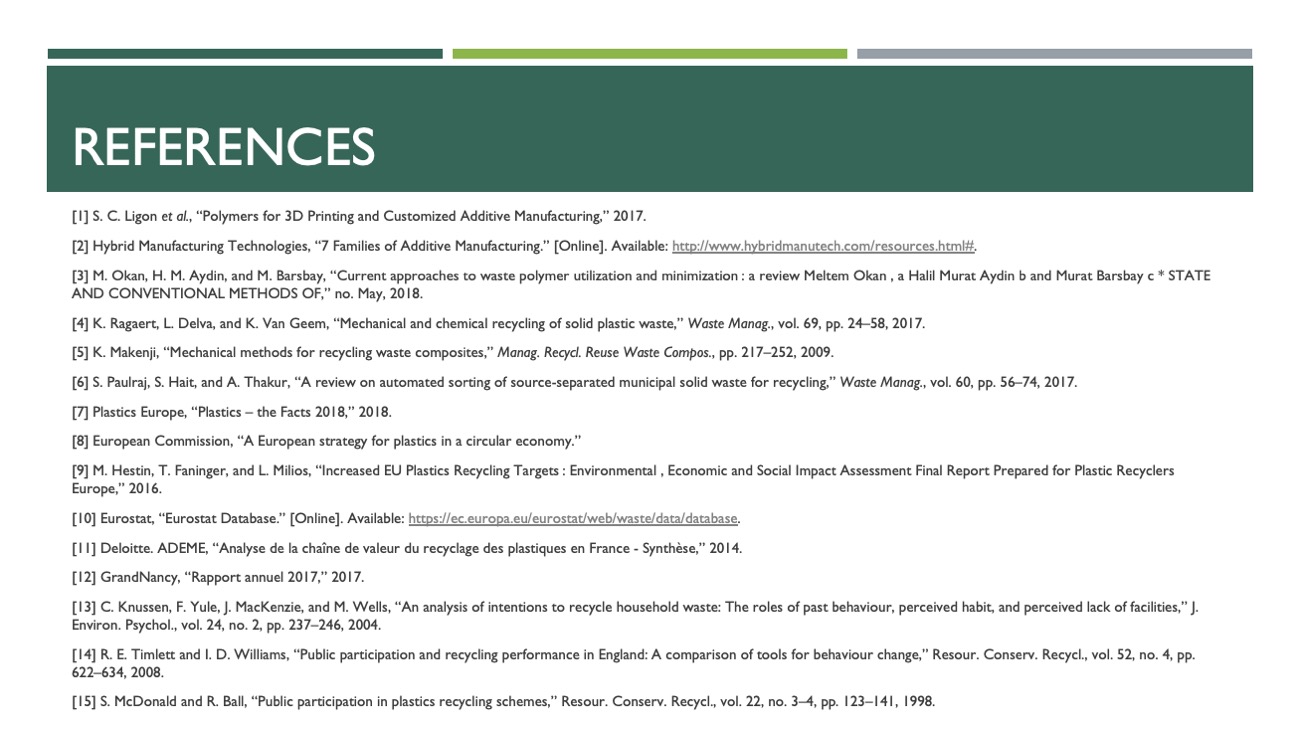 REFERENCES
[1] S. C. Ligon et al., “Polymers for 3D Printing and Customized Additive Manufacturing,” 2017.
[2] Hybrid Manufacturing Technologies, “7 Families of Additive Manufacturing.” [Online]. Available: http://www.hybridmanutech.com/resources.html#.
[3] M. Okan, H. M. Aydin, and M. Barsbay, “Current approaches to waste polymer utilization and minimization : a review Meltem Okan , a Halil Murat Aydin b and Murat Barsbay c * STATE
AND CONVENTIONAL METHODS OF,” no. May, 2018.
[4] K. Ragaert, L. Delva, and K. Van Geem, “Mechanical and chemical recycling of solid plastic waste,” Waste Manag., vol. 69, pp. 24–58, 2017.
[5] K. Makenji, “Mechanical methods for recycling waste composites,” Manag. Recycl. Reuse Waste Compos., pp. 217–252, 2009.
[6] S. Paulraj, S. Hait, and A. Thakur, “A review on automated sorting of source-separated municipal solid waste for recycling,” Waste Manag., vol. 60, pp. 56–74, 2017.
[7] Plastics Europe, “Plastics – the Facts 2018,” 2018.
[8] European Commission, “A European strategy for plastics in a circular economy.”
[9] M. Hestin, T. Faninger, and L. Milios, “Increased EU Plastics Recycling Targets : Environmental , Economic and Social Impact Assessment Final Report Prepared for Plastic Recyclers
Europe,” 2016.
[10] Eurostat, “Eurostat Database.” [Online]. Available: https://ec.europa.eu/eurostat/web/waste/data/database.
[11] Deloitte. ADEME, “Analyse de la chaîne de valeur du recyclage des plastiques en France - Synthèse,” 2014.
[12] GrandNancy, “Rapport annuel 2017,” 2017.
[13] C. Knussen, F. Yule, J. MacKenzie, and M. Wells, “An analysis of intentions to recycle household waste: The roles of past behaviour, perceived habit, and perceived lack of facilities,” J.
Environ. Psychol., vol. 24, no. 2, pp. 237–246, 2004.
[14] R. E. Timlett and I. D. Williams, “Public participation and recycling performance in England: A comparison of tools for behaviour change,” Resour. Conserv. Recycl., vol. 52, no. 4, pp.
622–634, 2008.
[15] S. McDonald and R. Ball, “Public participation in plastics recycling schemes,” Resour. Conserv. Recycl., vol. 22, no. 3–4, pp. 123–141, 1998.